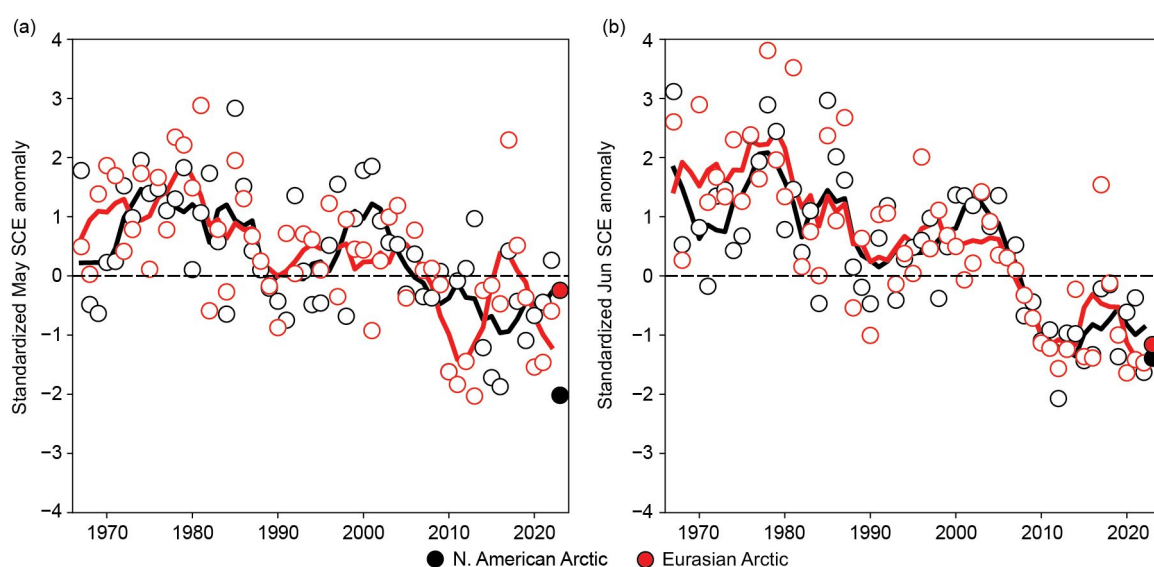 (a)
(b)
Standardized May SCE anomaly
4
3
2
1
0
−1
−2
−3
−4
1970 1980 1990 2000 2010 2020
Standardized Jun SCE anomaly
4
3
2
1
0
−1
−2
−3
−4
1970 1980 1990 2000 2010 2020
N. American Arctic Eurasian Arctic